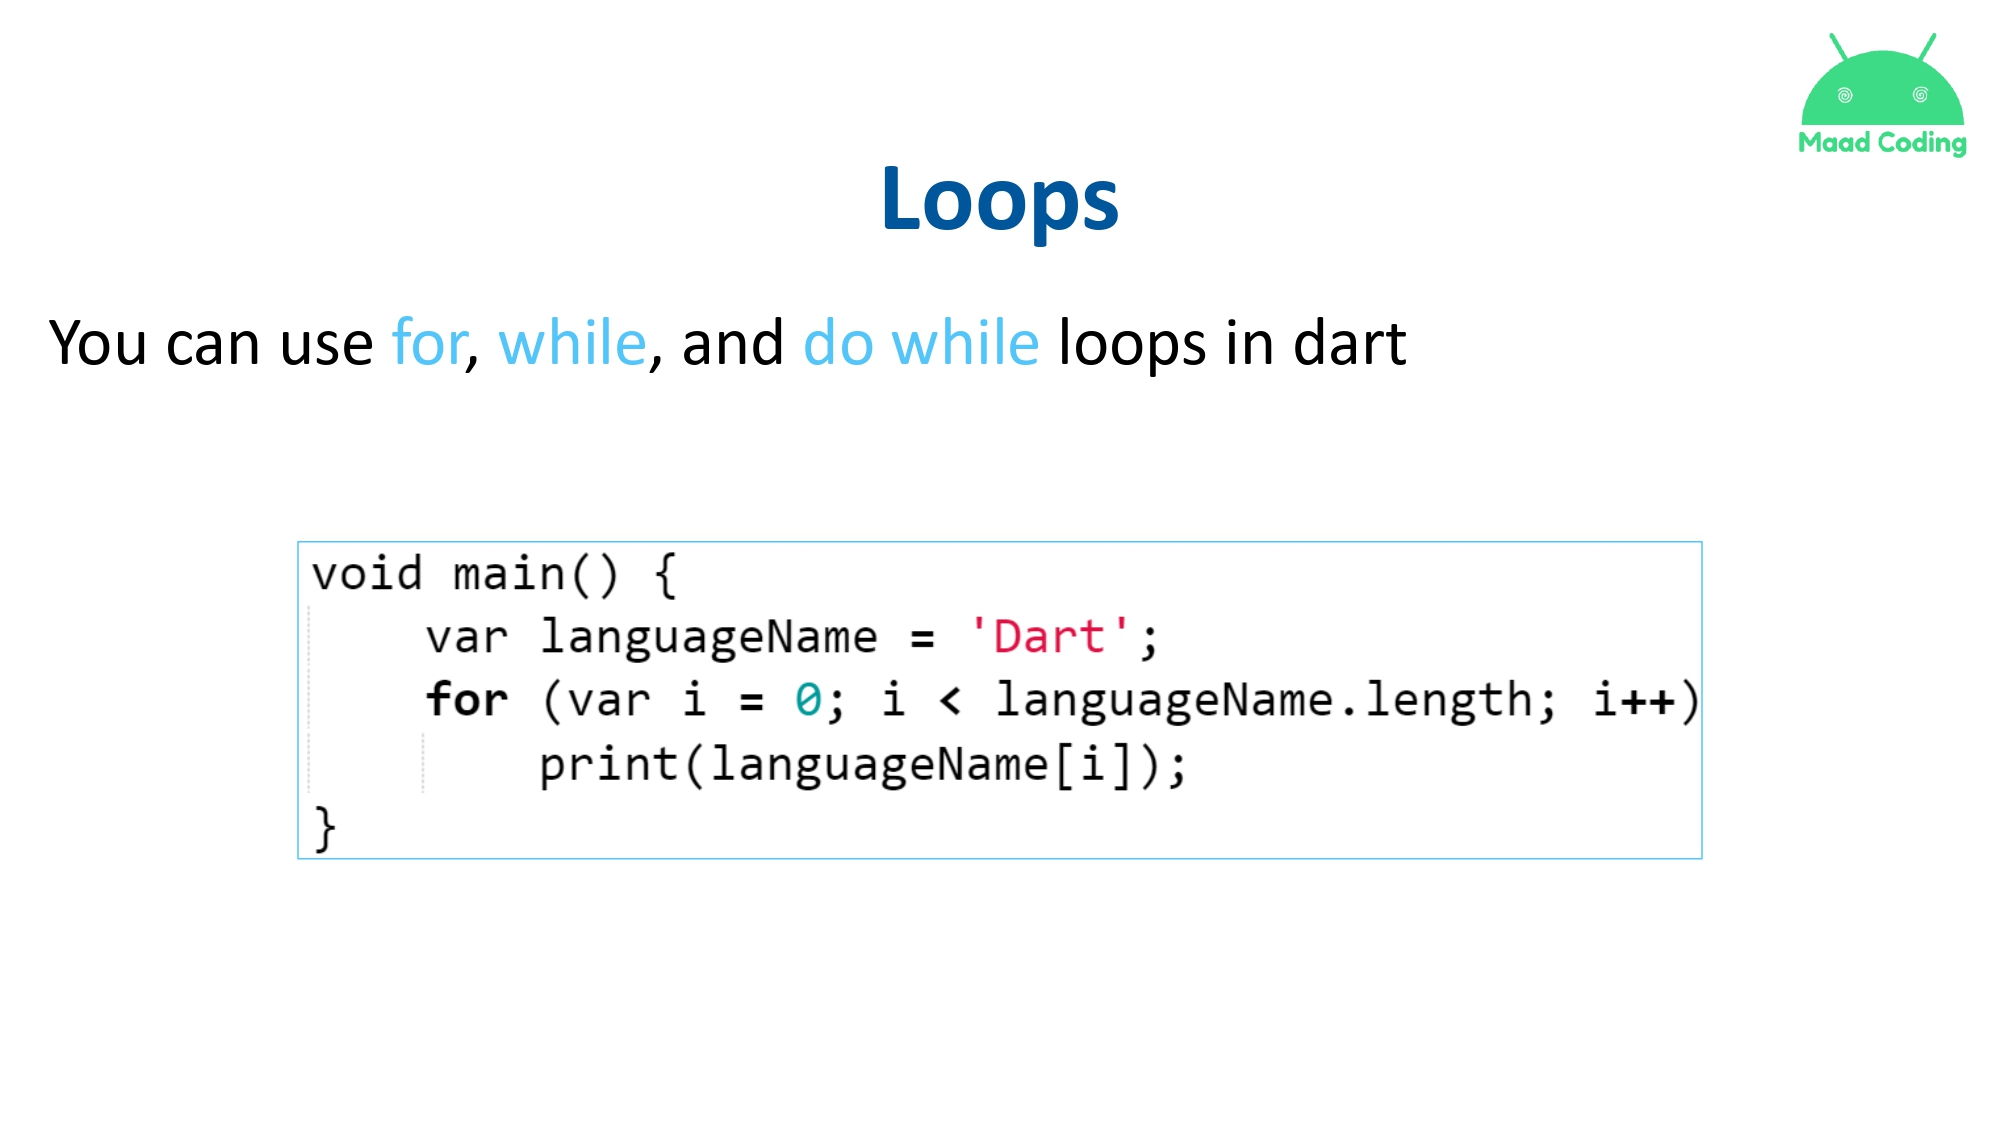 Maad Coding
Loops
You can use for, while, and do while loops in dart
void main() {
    var languageName = 'Dart';
    for (var i = 0; i < languageName.length; i++)
        print(languageName[i]);
}